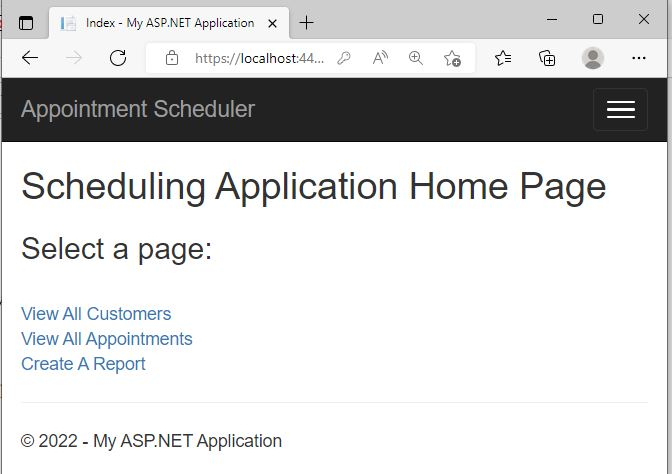 Index - My ASP.NET Application
https://localhost:44...
Appointment Scheduler
Scheduling Application Home Page
Select a page:
View All Customers
View All Appointments
Create A Report
© 2022 - My ASP.NET Application